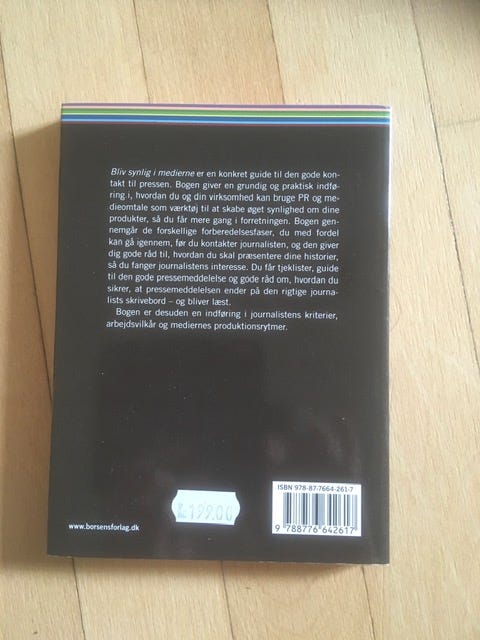 Bliv synlig i medierne er en konkret guide til den gode kon-
takt til pressen. Bogen giver en grundig og praktisk indfø-
ring i, hvordan du og din virksomhed kan bruge PR og me-
dieomtale som værktøj til at skabe øget synlighed om dine
produkter, så du får mere gang i forretningen. Bogen gen-
nemgår de forskellige forberedelsesfaser, du med fordel
kan gå igennem, før du kontakter journalisten, og den giver
dig gode råd til, hvordan du skal præsentere dine historier,
så du fanger journalistens interesse. Du får tjeklister, guide
til den gode pressemeddelelse og gode råd om, hvordan du
sikrer, at pressemeddelelsen ender på den rigtige journa-
lists skrivebord – og bliver læst.
Bogen er desuden en indføring i journalistens kriterier,
arbejdsvilkår og mediernes produktionsrytmer.
ISBN 978-87-7664-261-7
199.00
www.borsensforlag.dk
9 788776 642617